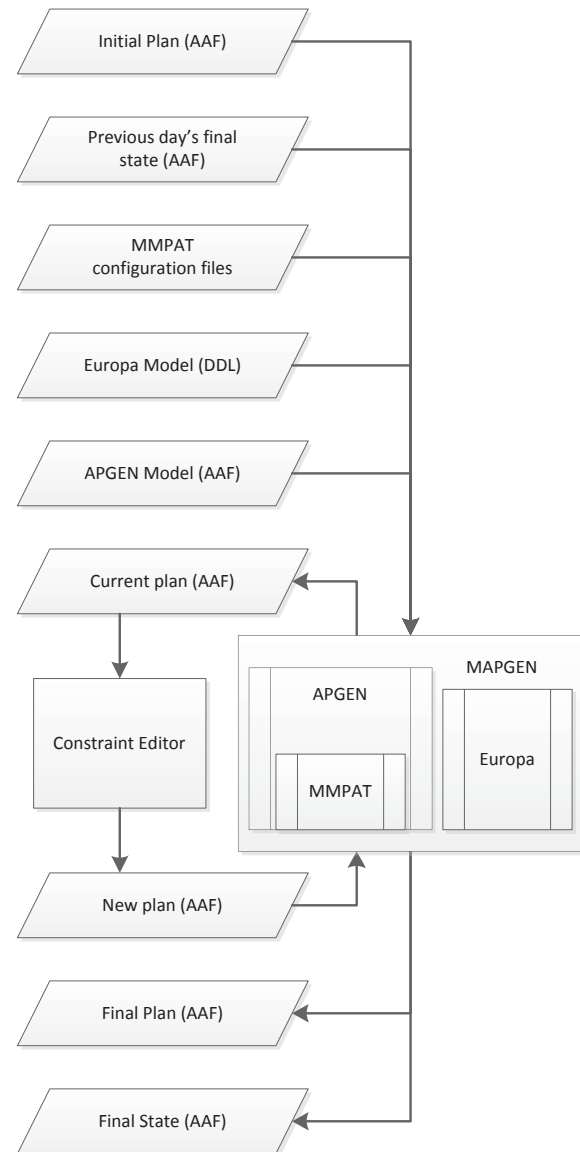 Initial Plan (AAF)
Previous day's final
state (AAF)
MMPAT
configuration files
Europa Model (DDL)
APGEN Model (AAF)
Current plan (AAF)
MAPGEN
APGEN
Constraint Editor
Europa
MMPAT
New plan (AAF)
Final Plan (AAF)
Final State (AAF)